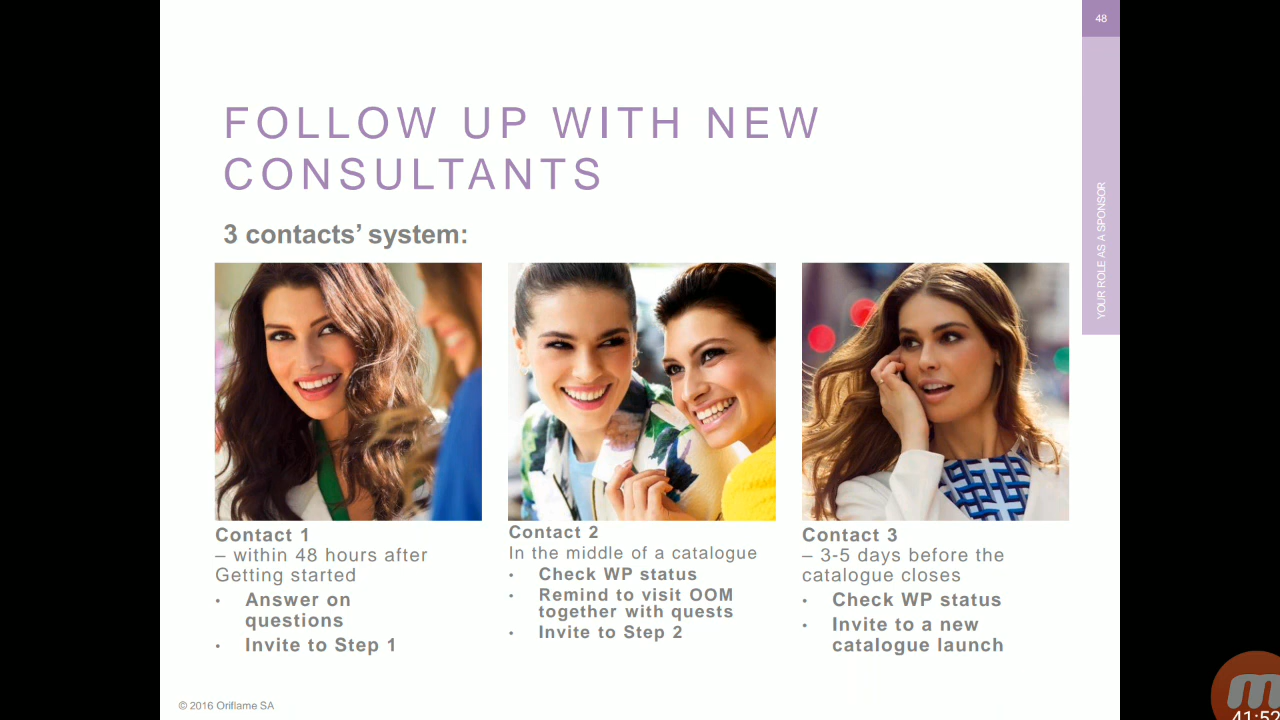 48
FOLLOW UP WITH NEW
CONSULTANTS
YOUR ROLE AS A SPONSOR
3 contacts’ system:
Contact 1
– within 48 hours after
Getting started
• Answer on
questions
• Invite to Step 1
Contact 2
In the middle of a catalogue
• Check WP status
• Remind to visit OOM
together with quests
• Invite to Step 2
Contact 3
– 3-5 days before the
catalogue closes
• Check WP status
• Invite to a new
catalogue launch
© 2016 Oriflame SA
41:52